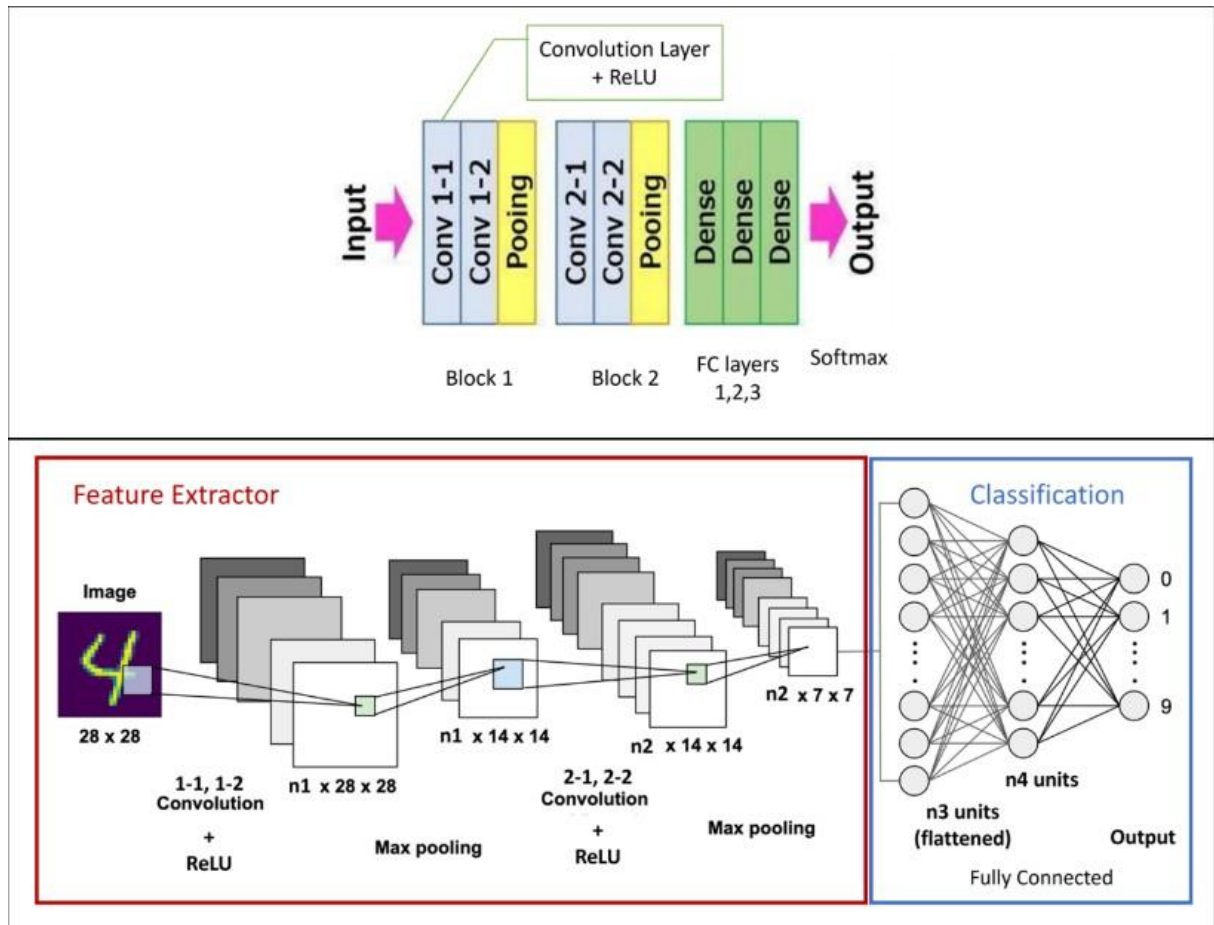 Convolution Layer
+ ReLU
Input
Conv 1-1
Conv 1-2
Pooing
Conv 2-1
Conv 2-2
Pooing
Dense
Dense
Dense
Output
Block 1
Block 2
FC layers
1,2,3
Softmax
Feature Extractor
Image
28 x 28
1-1, 1-2
Convolution
+
ReLU
n1 x 28 x 28
n1 x 14 x 14
Max pooling
2-1, 2-2
Convolution
+
ReLU
n2 x 14 x 14
n2 x 7 x 7
Max pooling
Classification
0
1
9
n4 units
n3 units
(flattened)
Output
Fully Connected